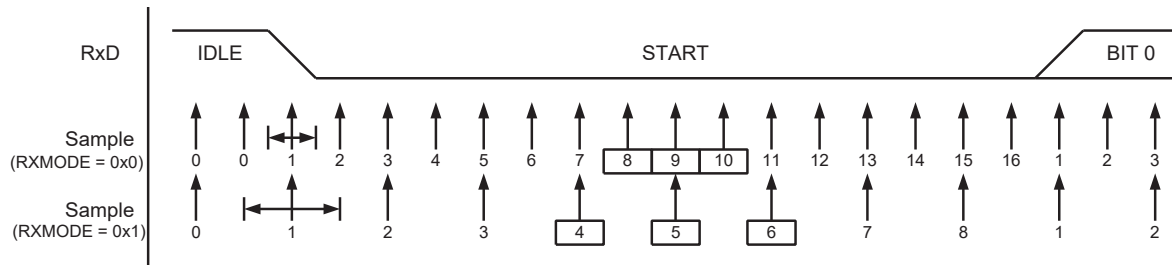 RxD IDLE START BIT 0
Sample
(RXMODE = 0x0)
0 0 1 2 3 4 5 6 7 8 9 10 11 12 13 14 15 16 1 2 3
Sample
(RXMODE = 0x1)
0 1 2 3 4 5 6 7 8 1 2